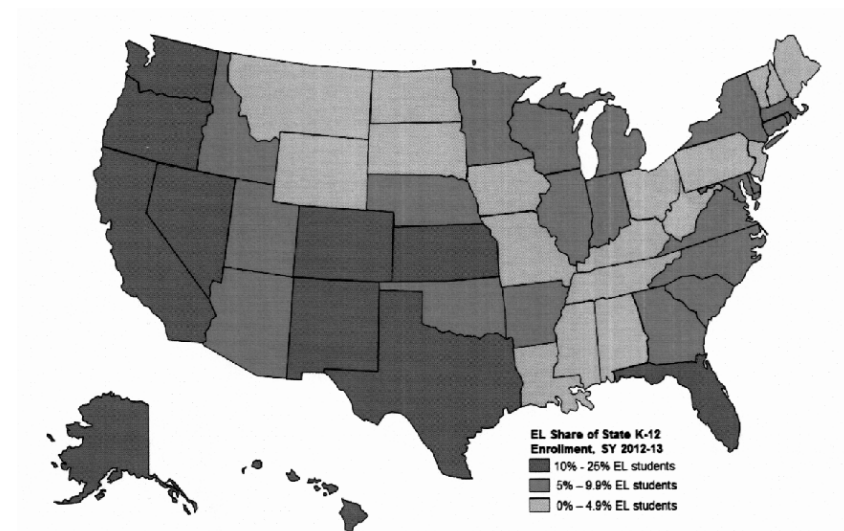 EL Share of State K-12
Enrollment, SY 2012-13
10% - 25% EL students
5% – 9.9% EL students
0% – 4.9% EL students